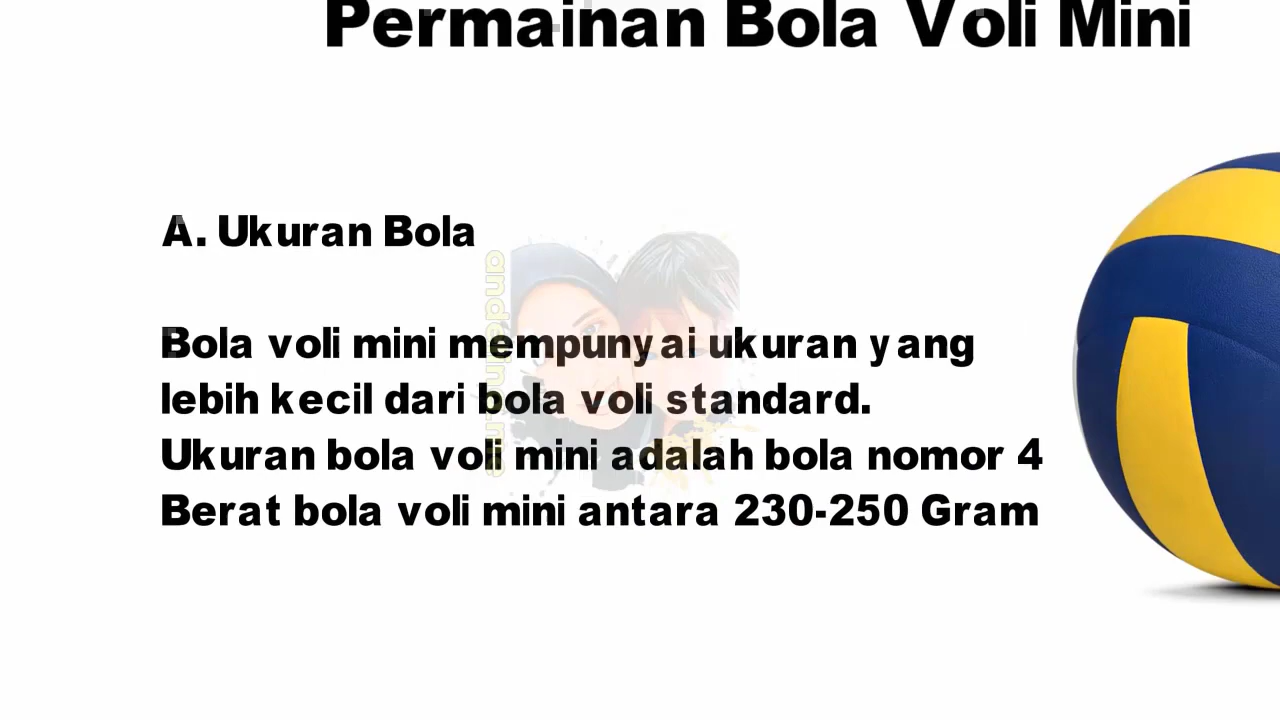 Permainan Bola Voli Mini
A. Ukuran Bola
Bola voli mini mempunyai ukuran yang
lebih kecil dari bola voli standard.
Ukuran bola voli mini adalah bola nomor 4
Berat bola voli mini antara 230-250 Gram